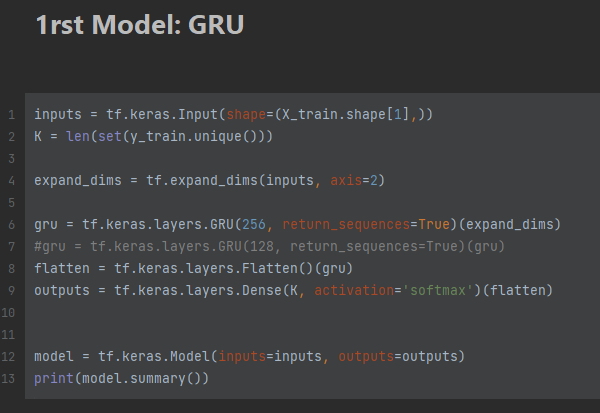 1rst Model: GRU
1 inputs = tf.keras.Input(shape=(X_train.shape[1],))
2 K = len(set(y_train.unique()))
3
4 expand_dims = tf.expand_dims(inputs, axis=2)
5
6 gru = tf.keras.layers.GRU(256, return_sequences=True)(expand_dims)
7 #gru = tf.keras.layers.GRU(128, return_sequences=True)(gru)
8 flatten = tf.keras.layers.Flatten()(gru)
9 outputs = tf.keras.layers.Dense(K, activation='softmax')(flatten)
10
11
12 model = tf.keras.Model(inputs=inputs, outputs=outputs)
13 print(model.summary())